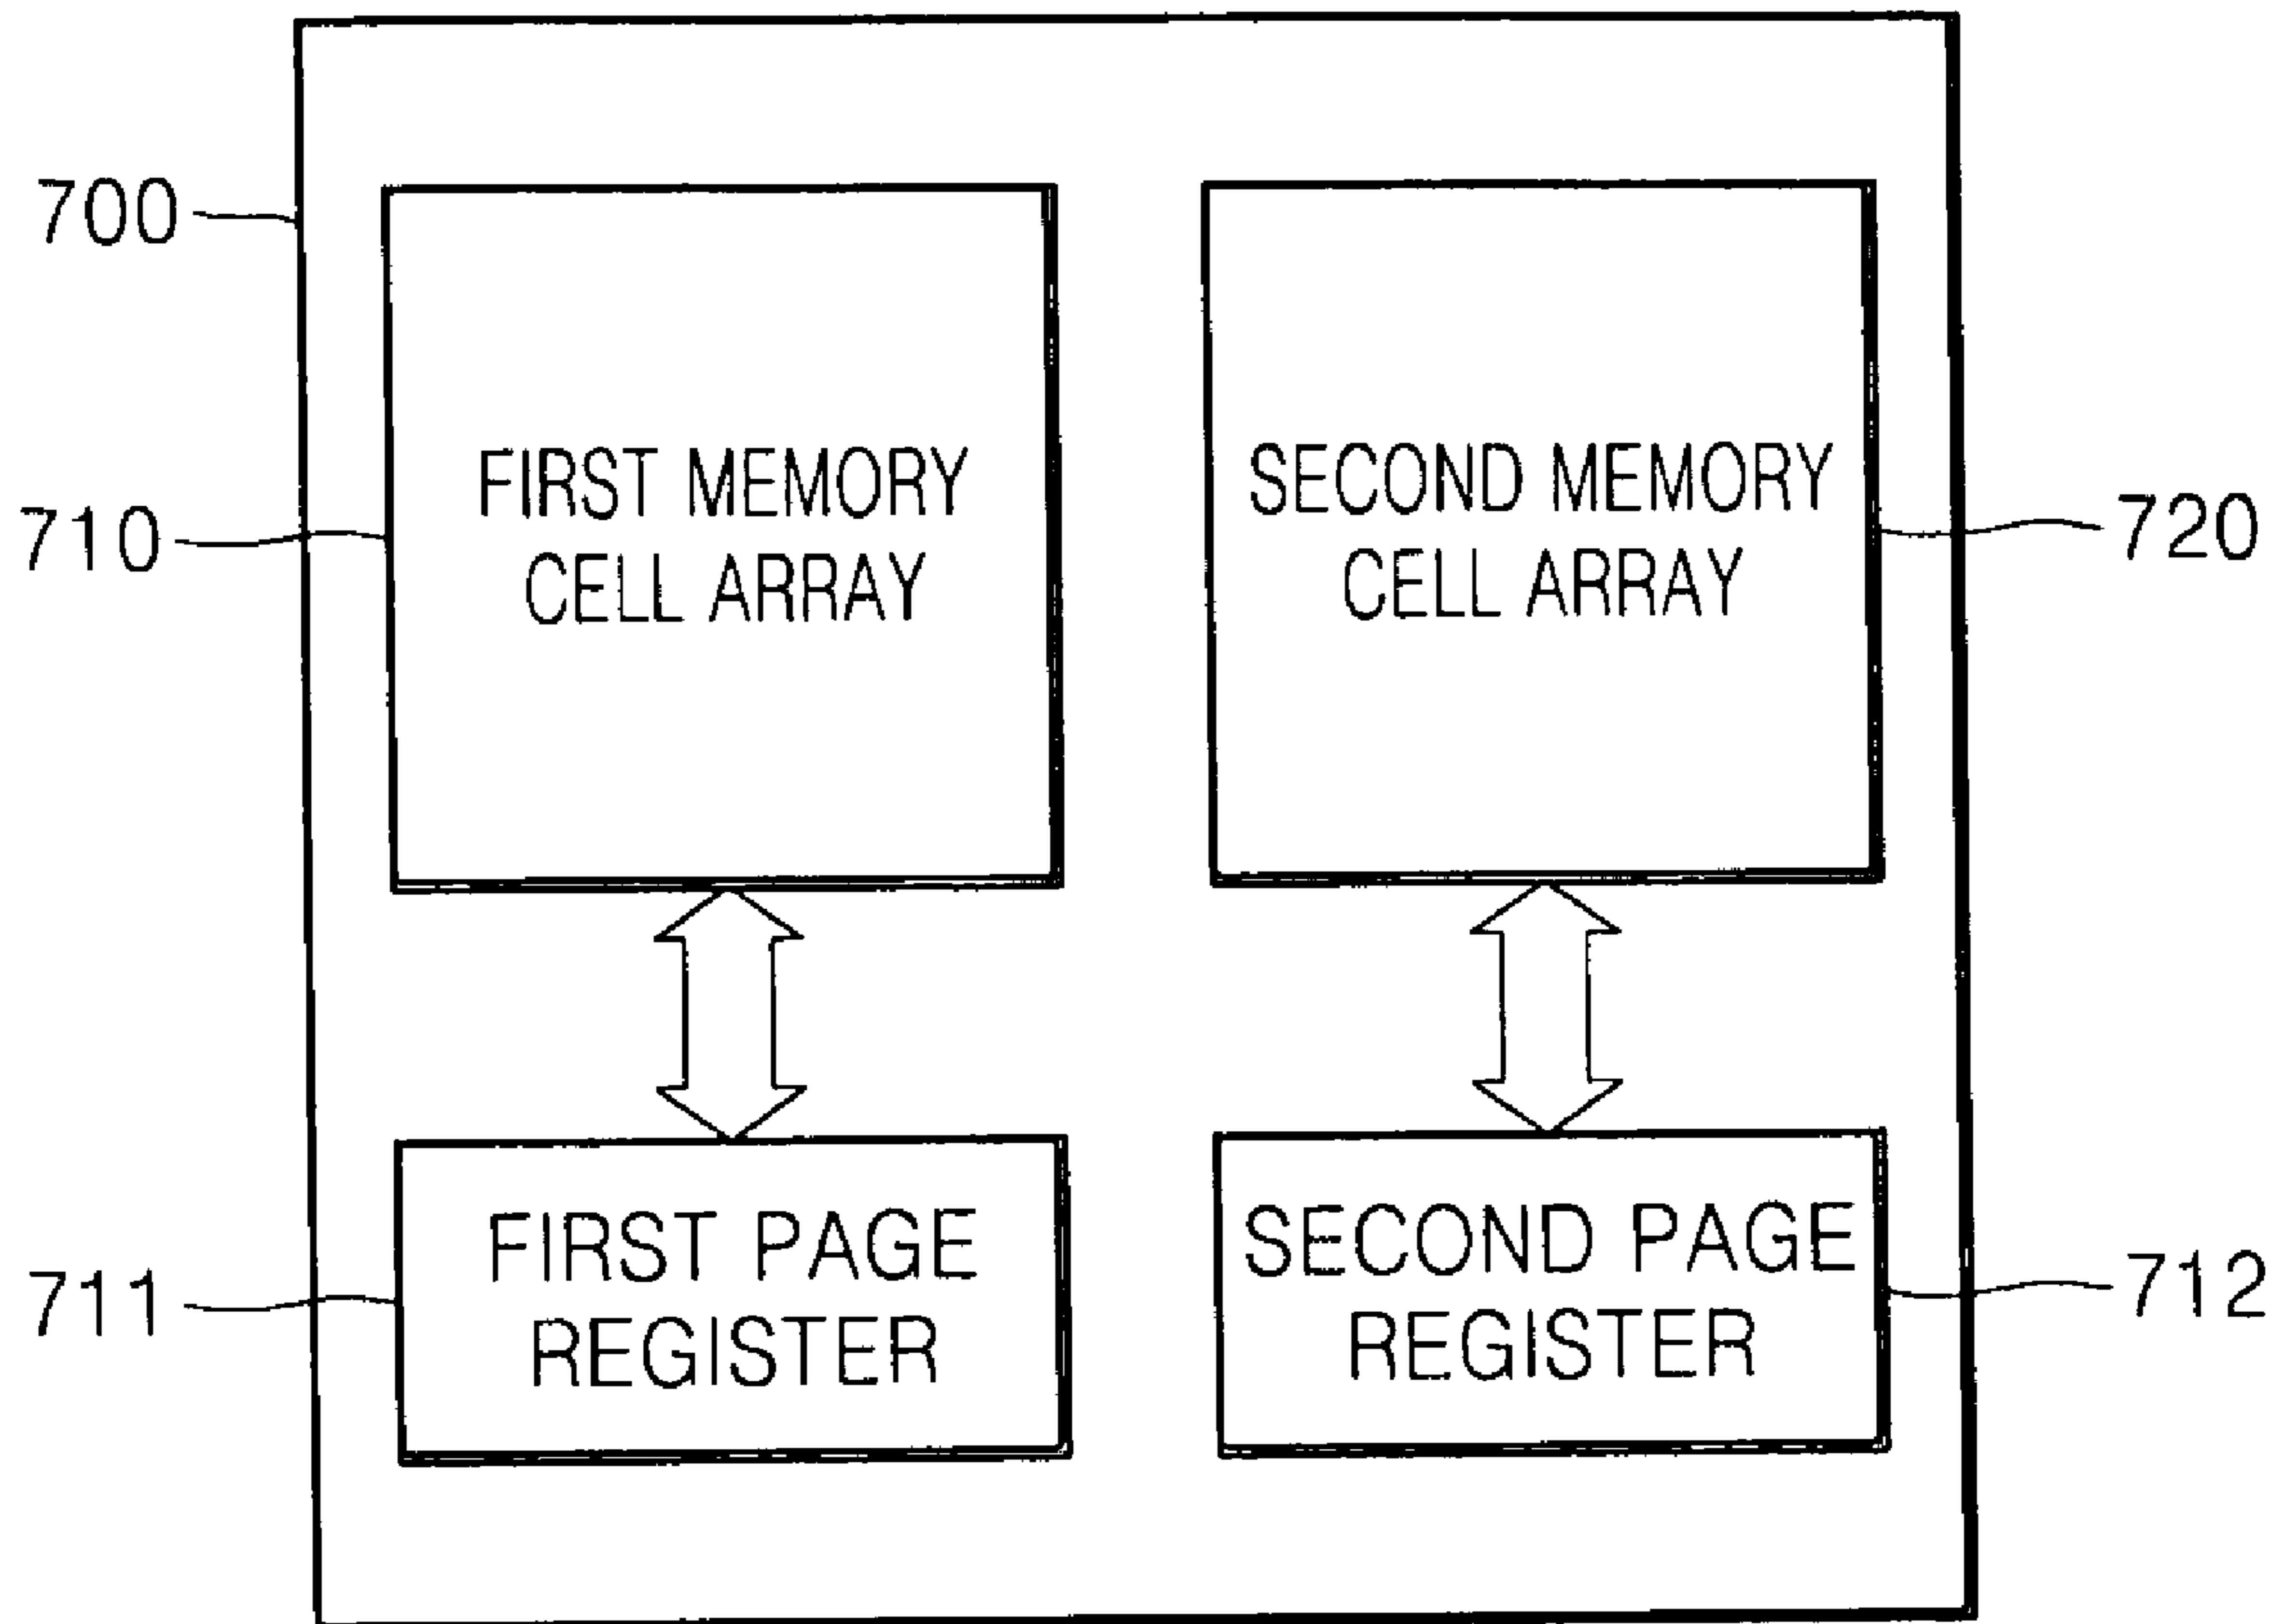 700
FIRST MEMORY
CELL ARRAY
710
SECOND MEMORY
CELL ARRAY
720
FIRST PAGE
REGISTER
711
SECOND PAGE
REGISTER
712